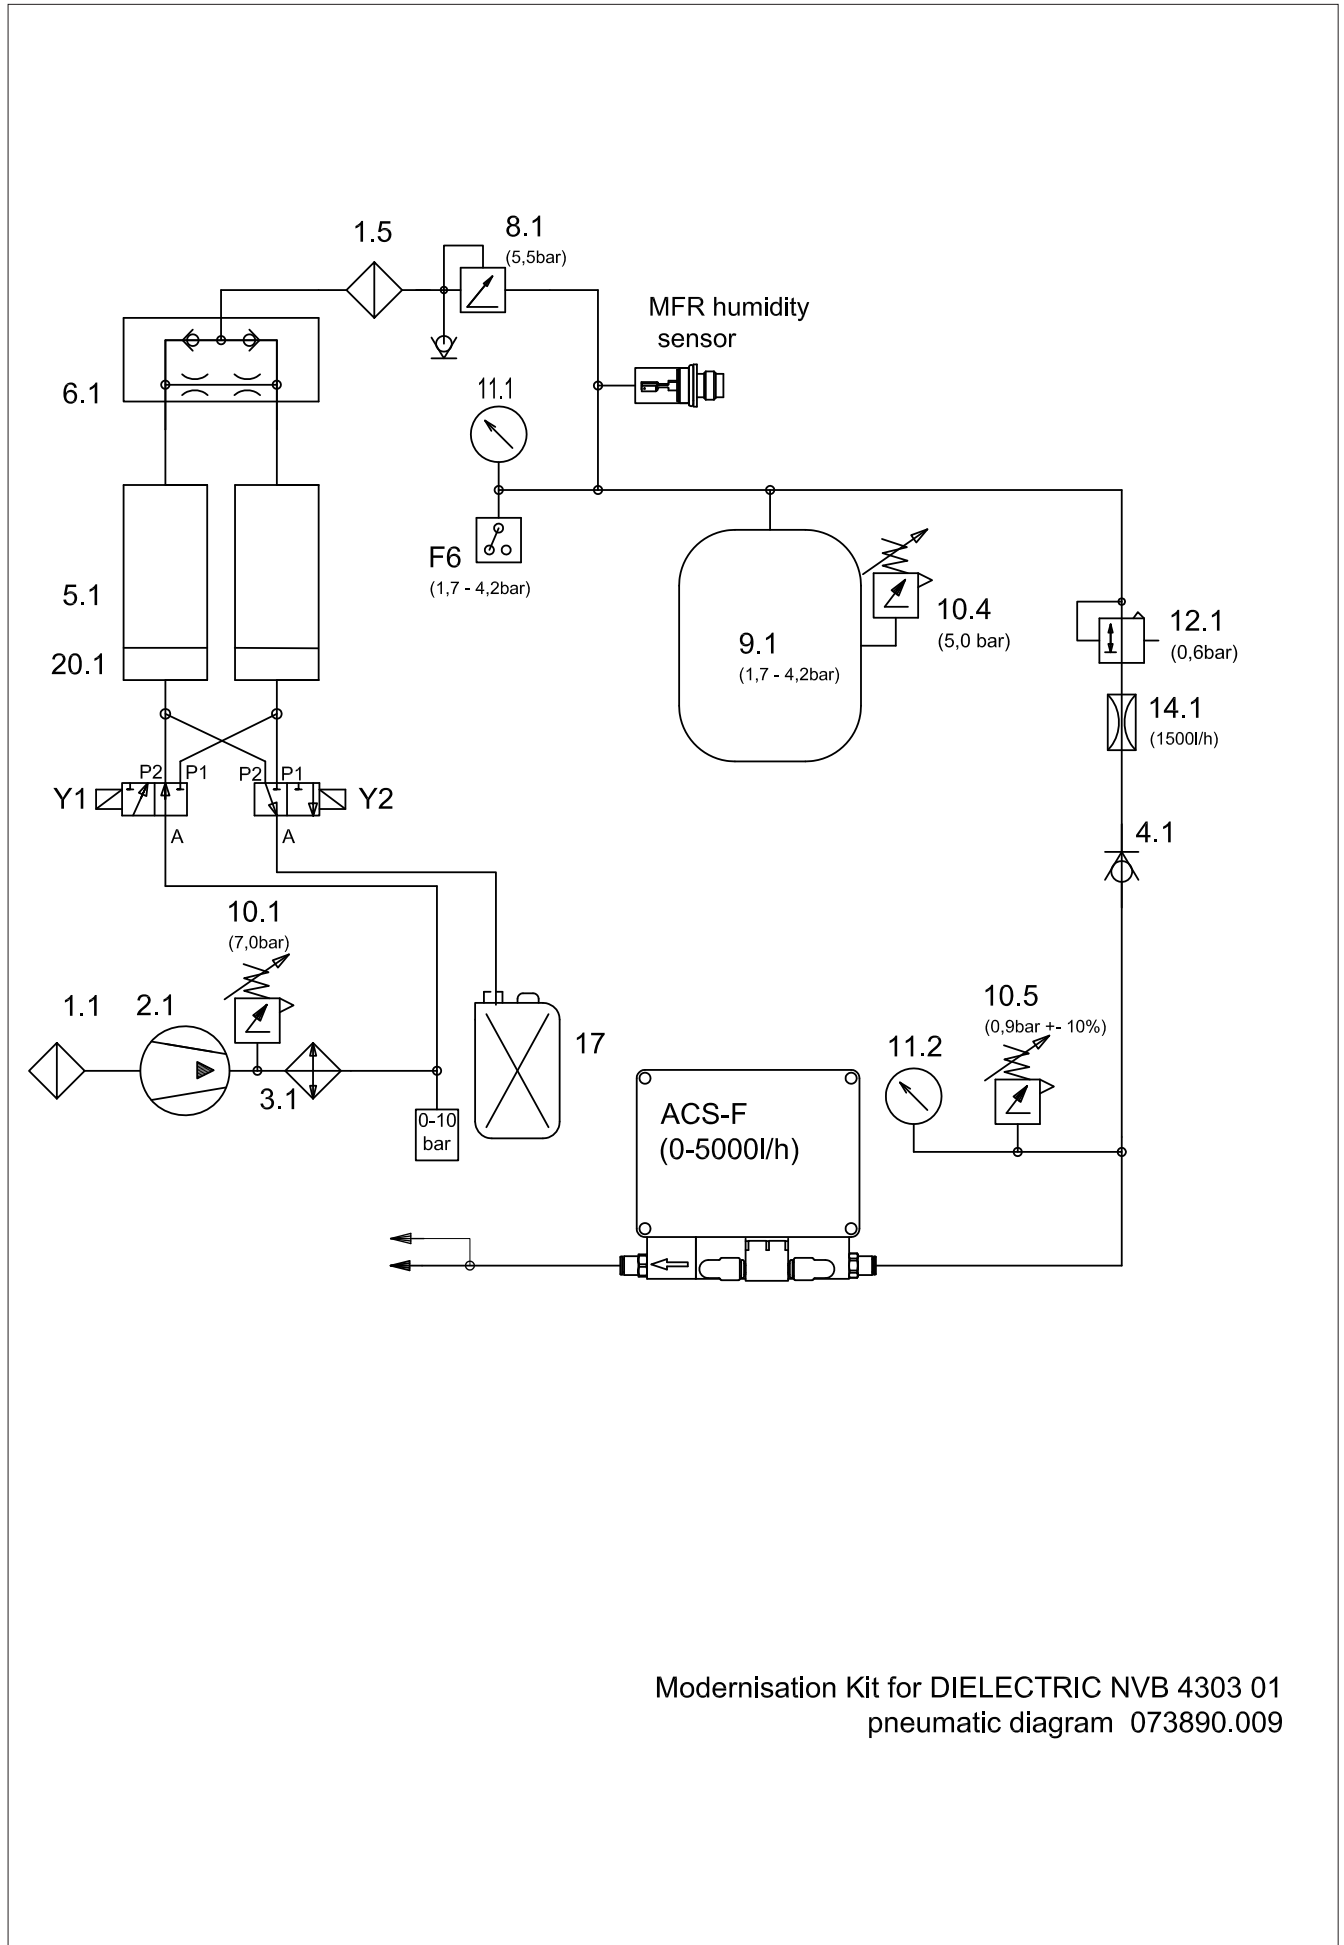 1.5
8.1
(5,5bar)
MFR humidity
sensor
6.1
11.1
F6
(1,7 - 4,2bar)
5.1
20.1
9.1
(1,7 - 4,2bar)
10.4
(5,0 bar)
12.1
(0,6bar)
14.1
(1500l/h)
P2 P1 P2 P1
Y1 Y2
A A
4.1
10.1
(7,0bar)
1.1 2.1
3.1
0-10
bar
17
10.5
(0,9bar +- 10%)
11.2
ACS-F
(0-5000l/h)
Modernisation Kit for DIELECTRIC NVB 4303 01
pneumatic diagram 073890.009